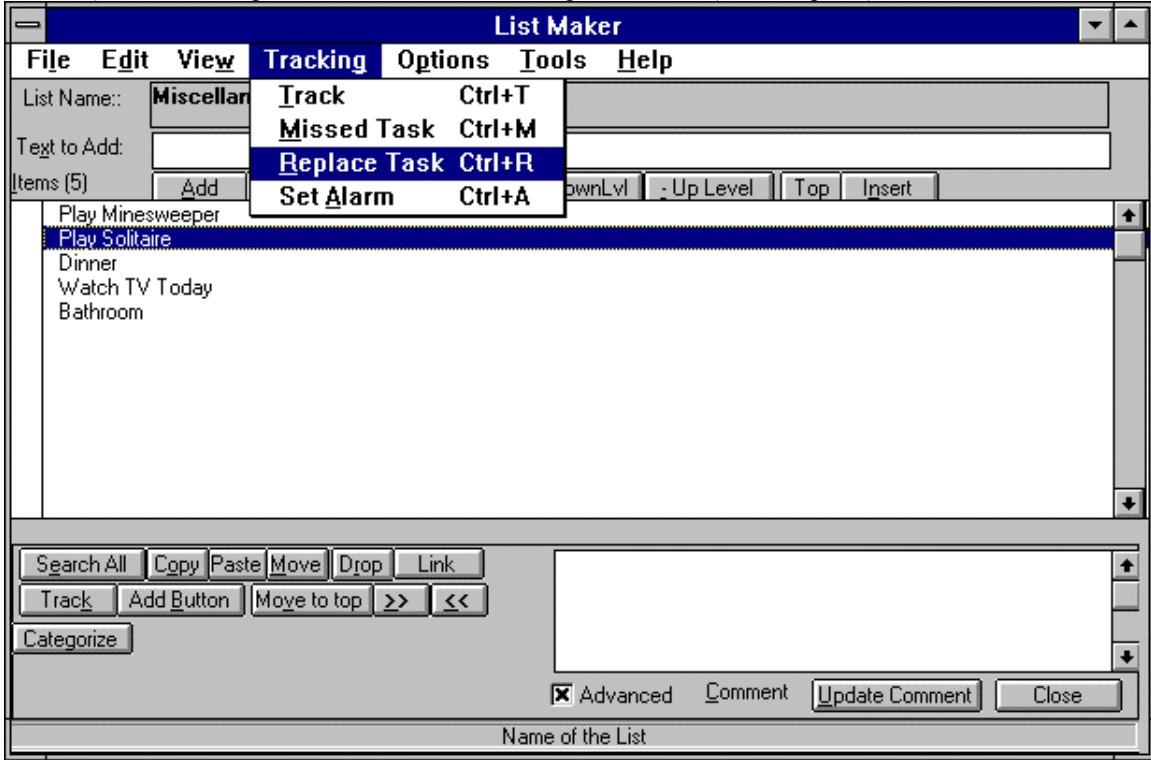 List Maker
File Edit View Tracking Options Tools Help
List Name:: Miscellan
Track Ctrl+T
Missed Task Ctrl+M
Text to Add:
Replace Task Ctrl+R
Items (5) Add ownLvl - Up Level Top Insert
Set Alarm Ctrl+A
Play Minesweeper
Play Solitaire
Dinner
Watch TV Today
Bathroom
Search All Copy Paste Move Drop Link
Track Add Button Move to top >> <<
Categorize
Advanced Comment Update Comment Close
Name of the List